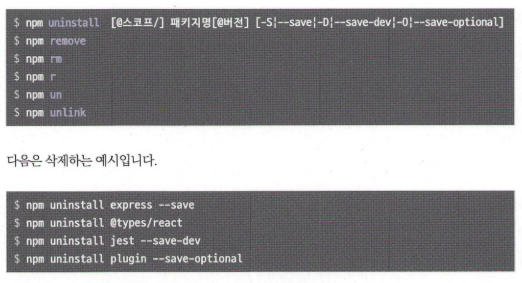 $ npm uninstall [@스코프/] 패키지명[@버전] [-S¦--save¦-D¦--save-dev¦-O¦--save-optional]
$ npm remove
$ npm rm
$ npm r
$ npm un
$ npm unlink
다음은 삭제하는 예시입니다.
$ npm uninstall express --save
$ npm uninstall @types/react
$ npm uninstall jest --save-dev
$ npm uninstall plugin --save-optional